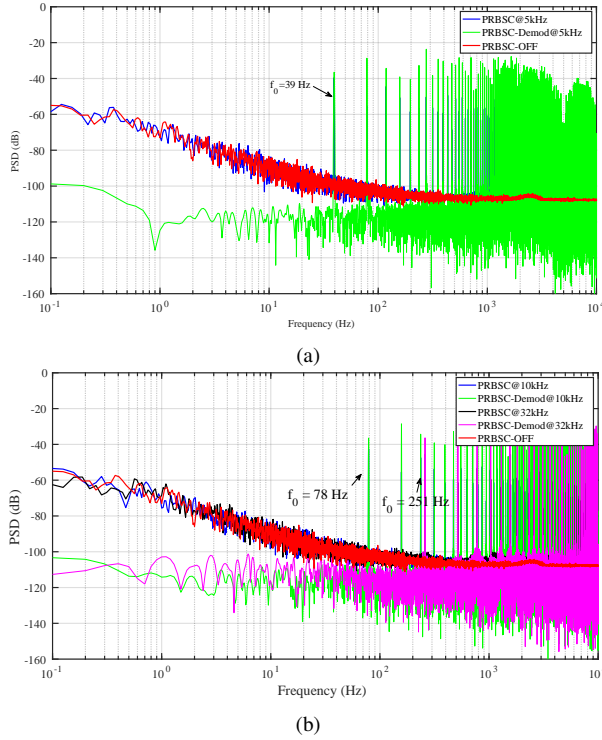 0
-20
-40
-60
-80
-100
-120
-140
-160
PSD (dB)
PRBSC@5kHz
PRBSC-Demod@5kHz
PRBSC-OFF
f0=39 Hz
10-1
100
101
102
103
104
Frequency (Hz)
(a)
0
-20
-40
-60
-80
-100
-120
-140
-160
PSD (dB)
PRBSC@10kHz
PRBSC-Demod@10kHz
PRBSC@32kHz
PRBSC-Demod@32kHz
PRBSC-OFF
f0 = 78 Hz
f0 = 251 Hz
10-1
100
101
102
103
10
Frequency (Hz)
(b)